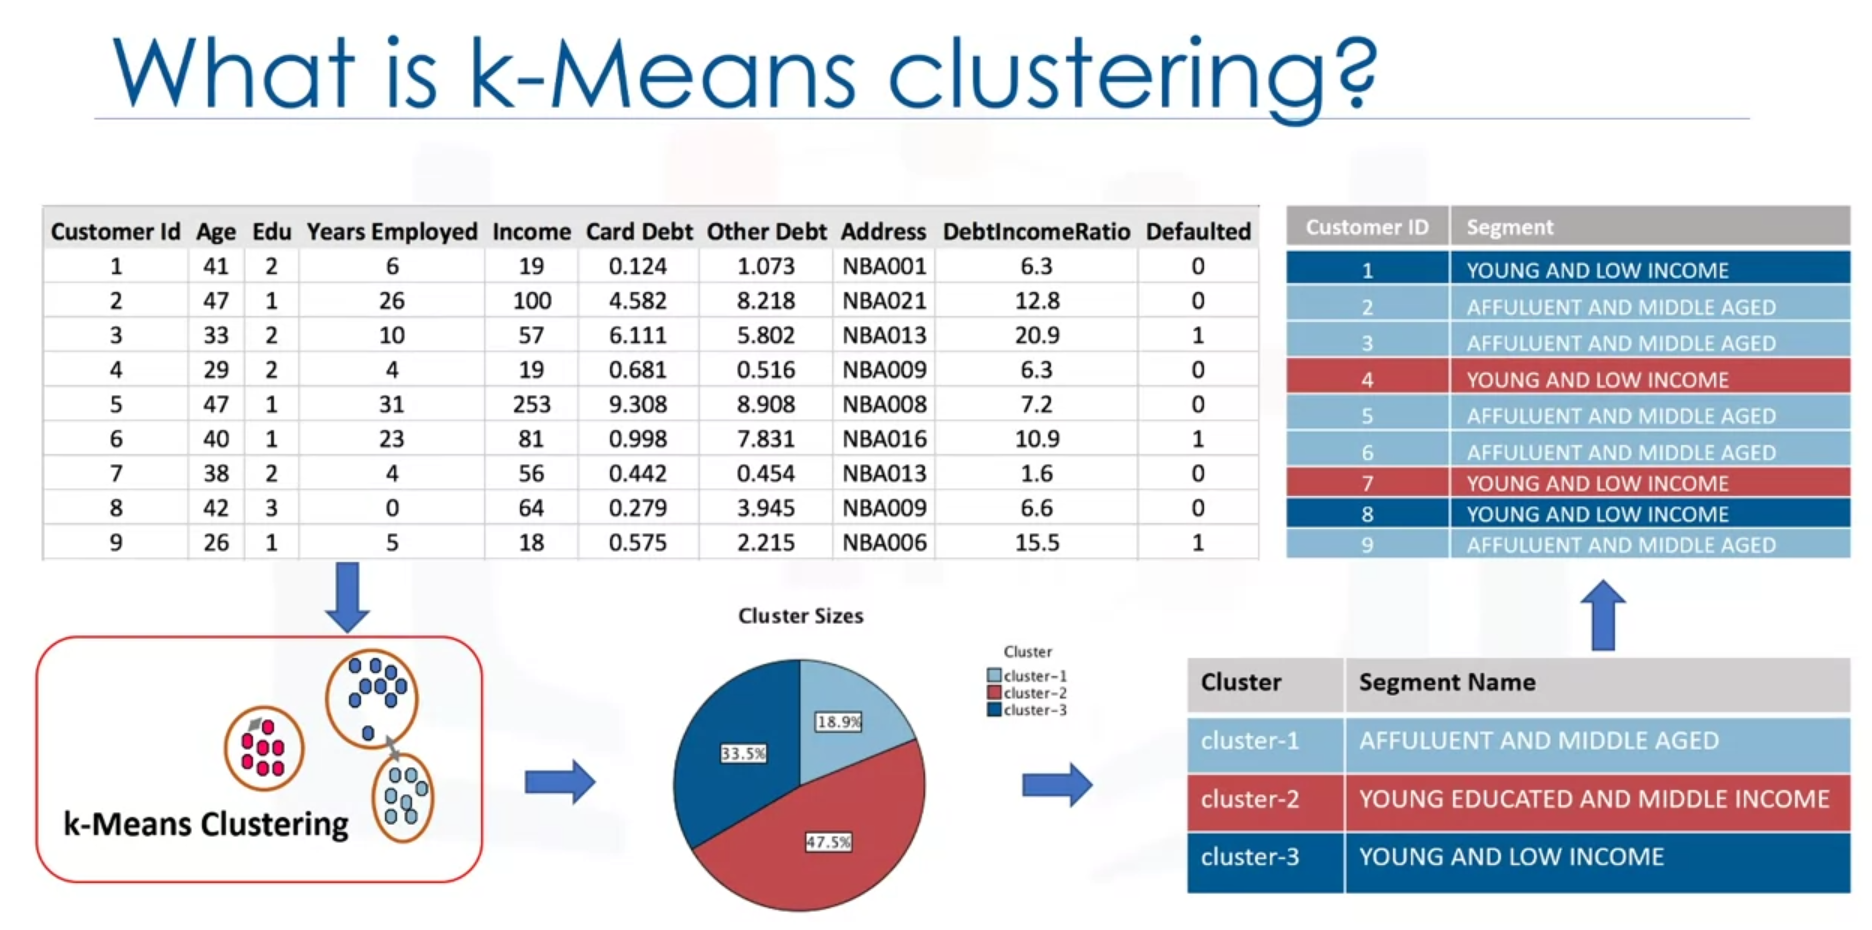 What is k-Means clustering?
Customer Id Age Edu Years Employed Income Card Debt Other Debt Address DebtIncomeRatio Defaulted
1 41 2 6 19 0.124 1.073 NBA001 6.3 0
2 47 1 26 100 4.582 8.218 NBA021 12.8 0
3 33 2 10 57 6.111 5.802 NBA013 20.9 1
4 29 2 4 19 0.681 0.516 NBA009 6.3 0
5 47 1 31 253 9.308 8.908 NBA008 7.2 0
6 40 1 23 81 0.998 7.831 NBA016 10.9 1
7 38 2 4 56 0.442 0.454 NBA013 1.6 0
8 42 3 0 64 0.279 3.945 NBA009 6.6 0
9 26 1 5 18 0.575 2.215 NBA006 15.5 1
Customer ID Segment
1 YOUNG AND LOW INCOME
2 AFFULUENT AND MIDDLE AGED
3 AFFULUENT AND MIDDLE AGED
4 YOUNG AND LOW INCOME
5 AFFULUENT AND MIDDLE AGED
6 AFFULUENT AND MIDDLE AGED
7 YOUNG AND LOW INCOME
8 YOUNG AND LOW INCOME
9 AFFULUENT AND MIDDLE AGED
k-Means Clustering
Cluster Sizes
18.9%
33.5%
47.5%
Cluster
cluster-1
cluster-2
cluster-3
Cluster Segment Name
cluster-1 AFFULUENT AND MIDDLE AGED
cluster-2 YOUNG EDUCATED AND MIDDLE INCOME
cluster-3 YOUNG AND LOW INCOME